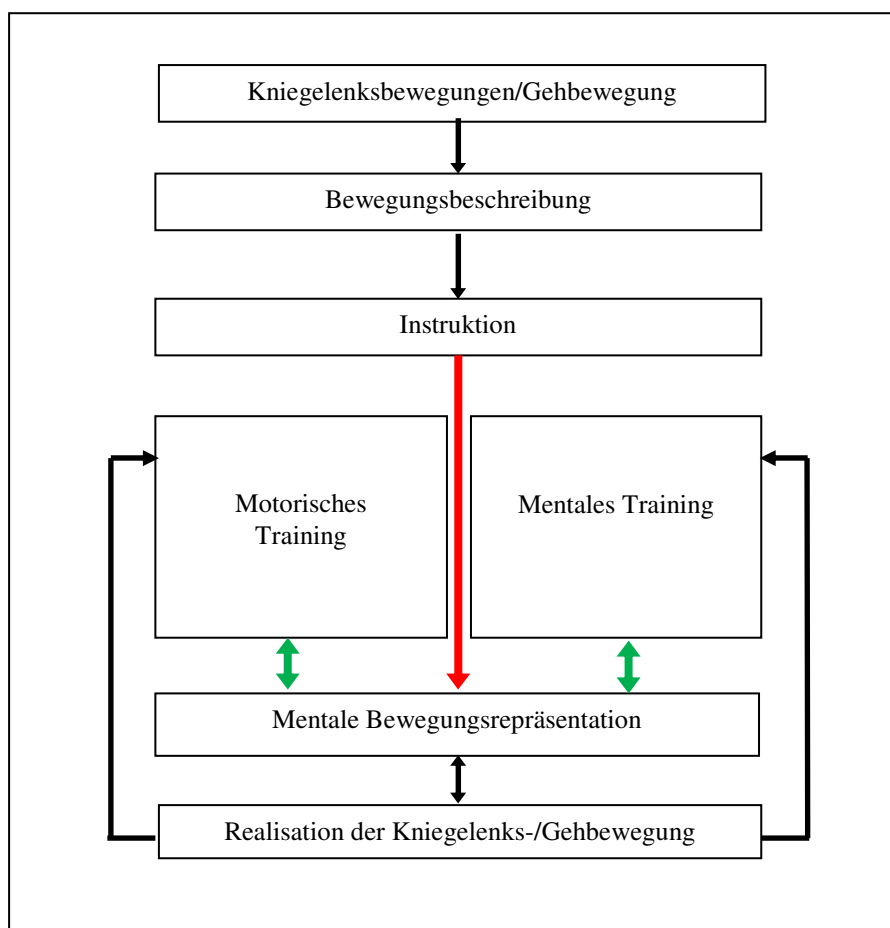 Kniegelenksbewegungen/Gehbewegung
Bewegungsbeschreibung
Instruktion
Motorisches
Training
Mentales Training
Mentale Bewegungsrepräsentation
Realisation der Kniegelenks-/Gehbewegung